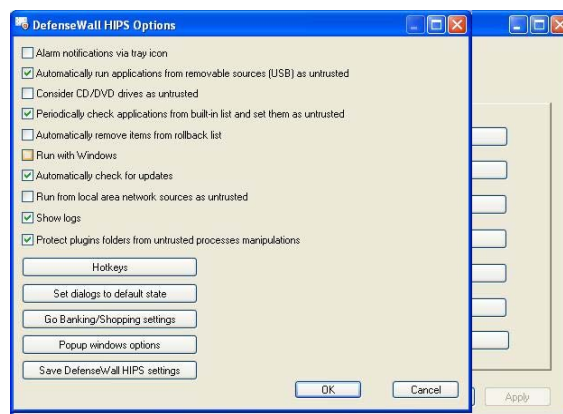 DefenseWall HIPS Options
Alarm notifications via tray icon
Automatically run applications from removable sources (USB) as untrusted
Consider CD/DVD drives as untrusted
Periodically check applications from built-in list and set them as untrusted
Automatically remove items from rollback list
Run with Windows
Automatically check for updates
Run from local area network sources as untrusted
Show logs
Protect plugins folders from untrusted processes manipulations
Hotkeys
Set dialogs to default state
Go Banking/Shopping settings
Popup windows options
Save DefenseWall HIPS settings
OK
Cancel
Apply